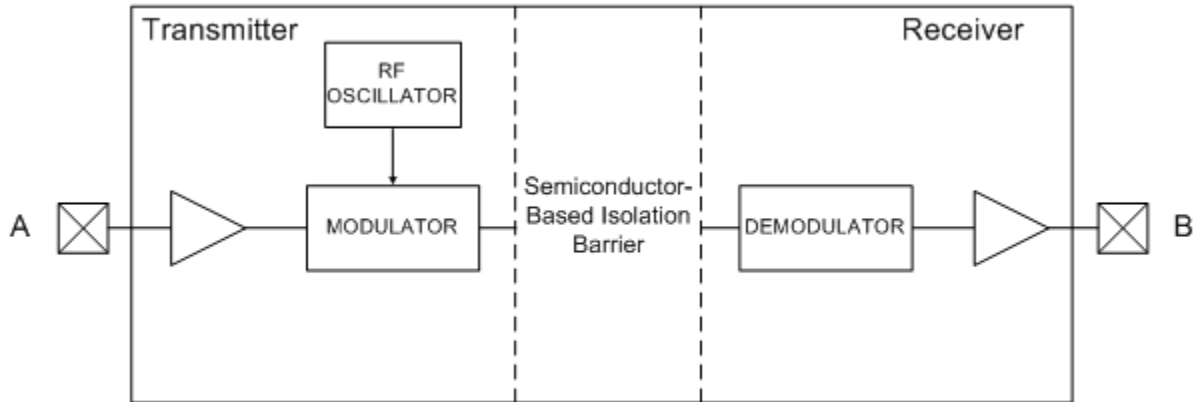 Transmitter
Receiver
RF
OSCILLATOR
A
MODULATOR
Semiconductor-
Based Isolation
Barrier
DEMODULATOR
B